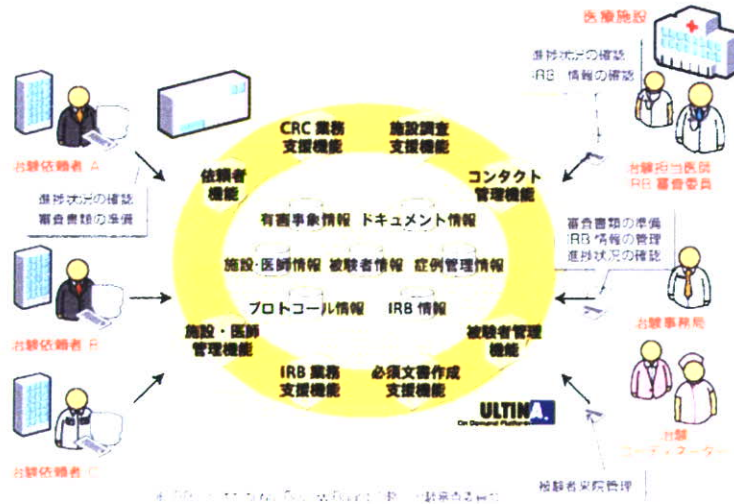 医療施設
進捗状況の確認
IRB 情報の確認
治験依頼者 A
CRC 業務
支援機能
施設調査
支援機能
治験担当医師
IRB 審査委員
依頼者
機能
コンタクト
管理機能
進捗状況の確認
審査書類の準備
有害事象情報
ドキュメント情報
審査書類の準備
IRB 情報の管理
進捗状況の確認
施設・医師情報
被験者情報
症例管理情報
プロトコール情報
IRB 情報
治験依頼者 B
施設・医師
管理機能
被験者管理
機能
治験事務局
IRB 業務
支援機能
必須文書作成
支援機能
ULTINA.
On Demand Platform
治験
コーディネーター
治験依頼者 C
被験者来院管理